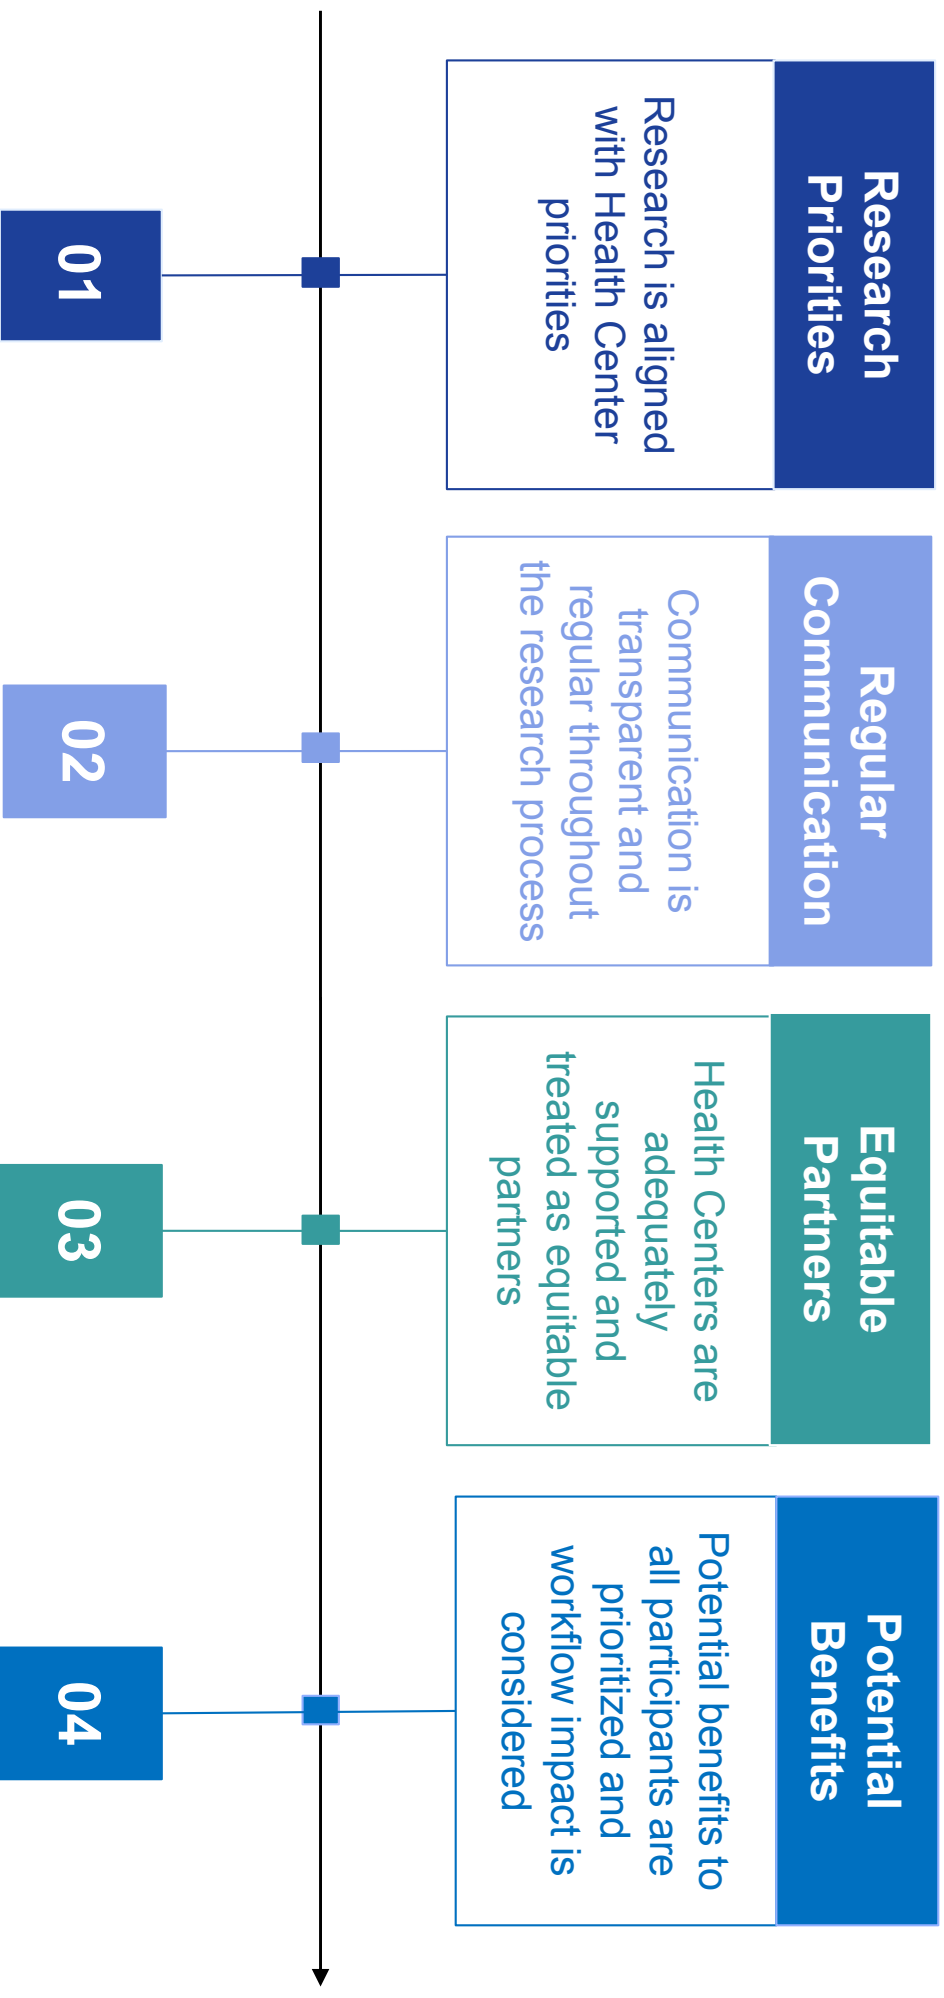 Research
Priorities
Research is aligned
with Health Center
priorities
01
Regular
Communication
Communication is
transparent and
regular throughout
the research process
02
Equitable
Partners
Health Centers are
adequately
supported and
treated as equitable
partners
03
Potential
Benefits
Potential benefits to
all participants are
prioritized and
workflow impact is
considered
04